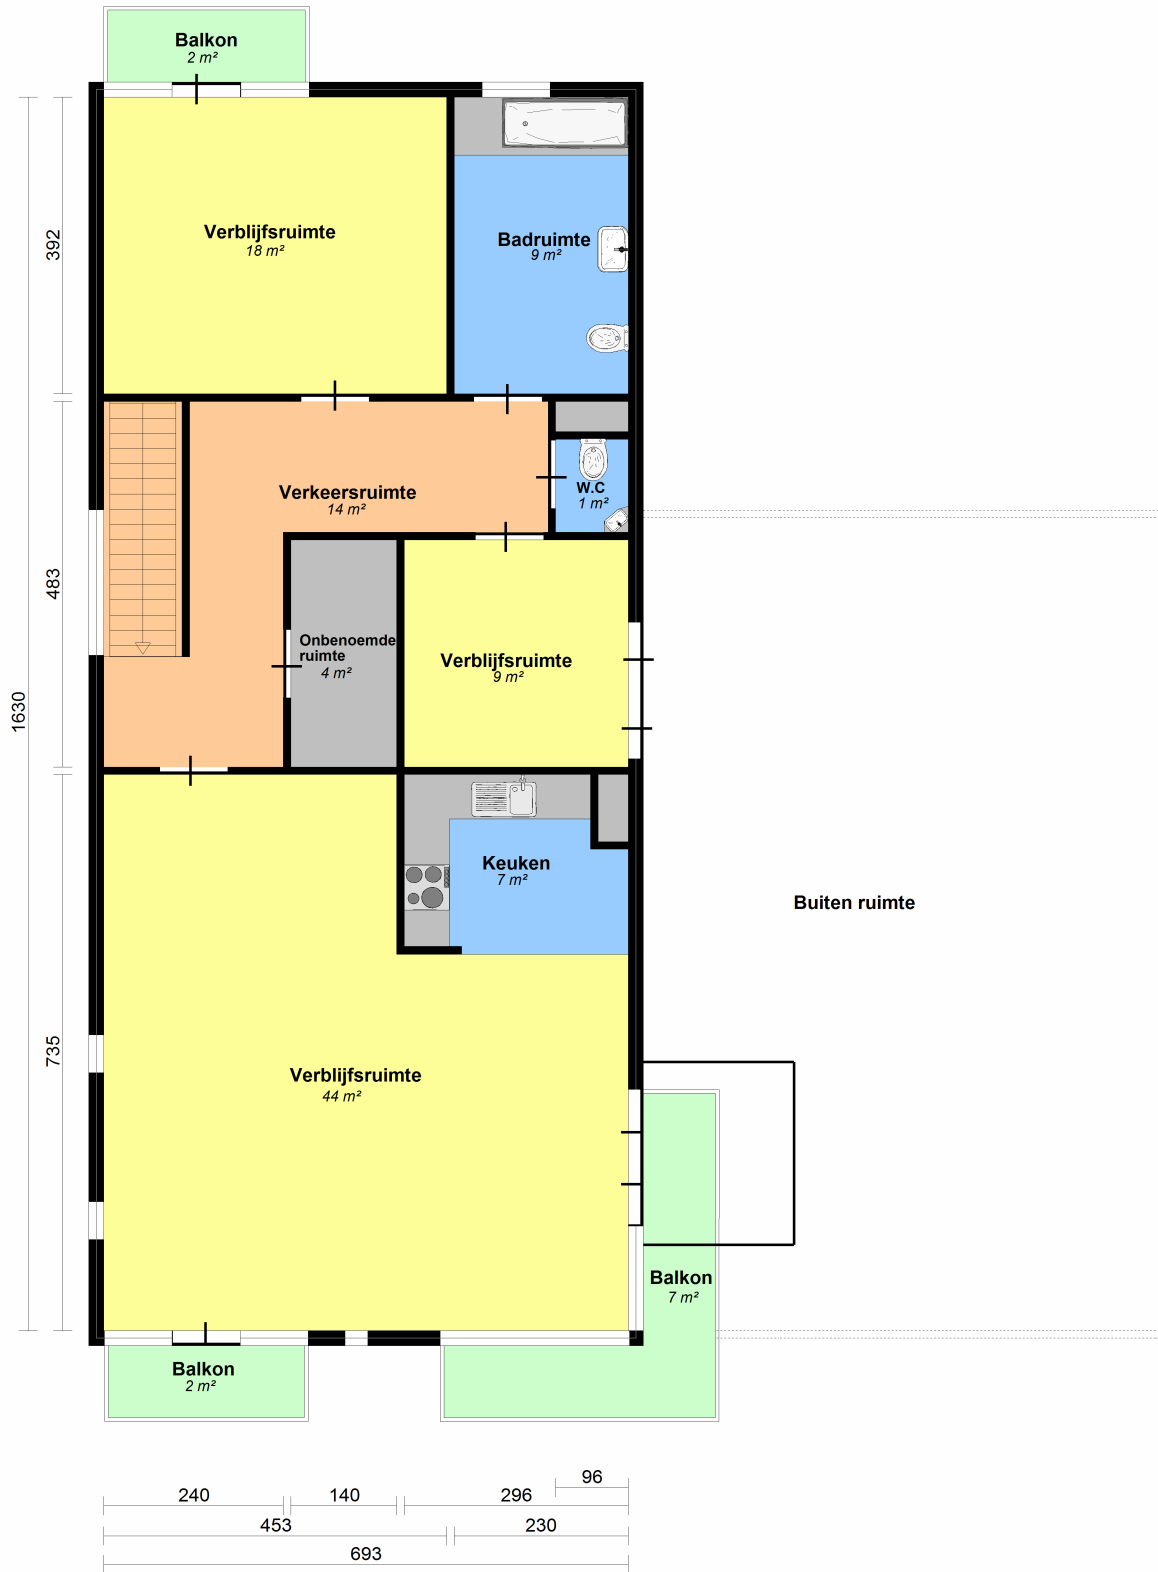 Balkon
2 m²
Verblijfsruimte
18 m²
Badruimte
9 m²
392
Verkeersruimte
14 m²
W.C
1 m²
483
Onbenoemde
ruimte
4 m²
Verblijfsruimte
9 m²
1630
Keuken
7 m²
Buiten ruimte
735
Verblijfsruimte
44 m²
Balkon
7 m²
Balkon
2 m²
96
240 140 296
453 230
693